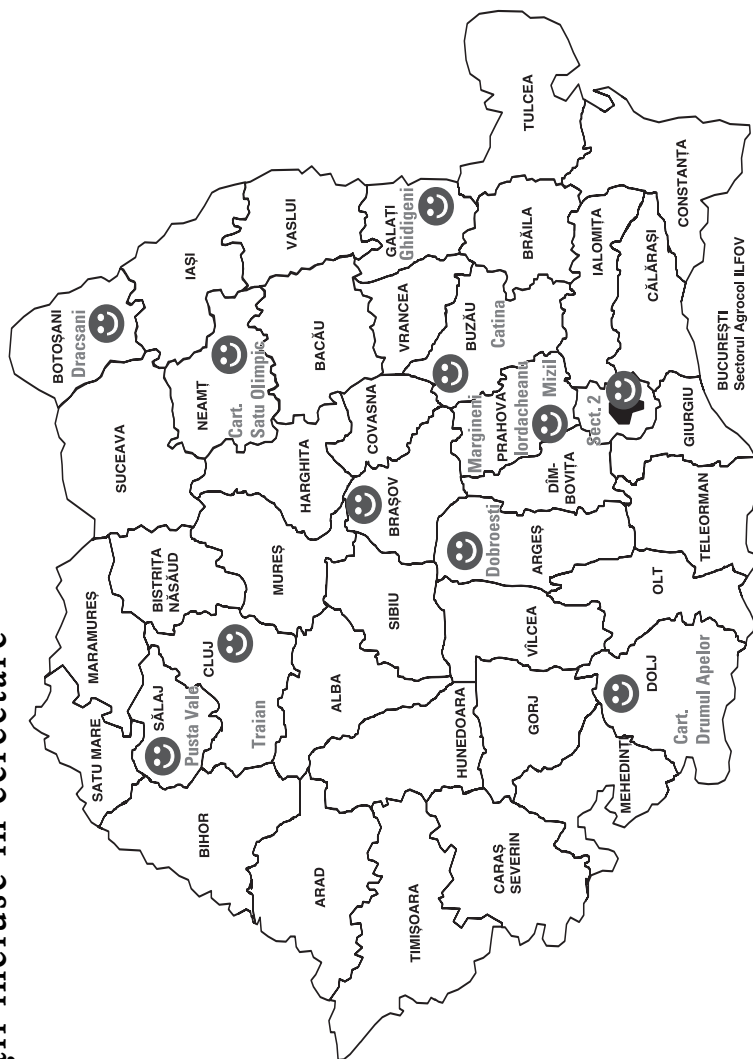 incluse în cercetare
SATU MARE
MARAMUREȘ
SUCEAVA
BOTOȘANI
Dracsani
SĂLAJ
Pusta Vale
BISTRIȚA
NĂSĂUD
IAȘI
BIHOR
CLUJ
Traian
NEAMȚ
Cart.
Satu Olimpic
MUREȘ
HARGHITA
VASLUI
BACĂU
ARAD
ALBA
BRAȘOV
COVASNA
VRANCEA
GALAȚI
Ghidigeni
SIBIU
TIMIȘOARA
HUNEDOARA
BUZĂU
Catina
Margineni
PRAHOVA
Iordacheanu
Mizil
Dobroesti
ARGEȘ
CARAȘ
SEVERIN
GORJ
VÎLCEA
DÎM-
BOVIȚA
BRĂILA
TULCEA
Sect. 2
IALOMIȚA
MEHEDINȚI
DOLJ
Cart.
Drumul Apelor
OLT
TELEORMAN
GIURGIU
CĂLĂRAȘI
CONSTANȚA
BUCUREȘTI
Sectorul Agrocol ILFOV